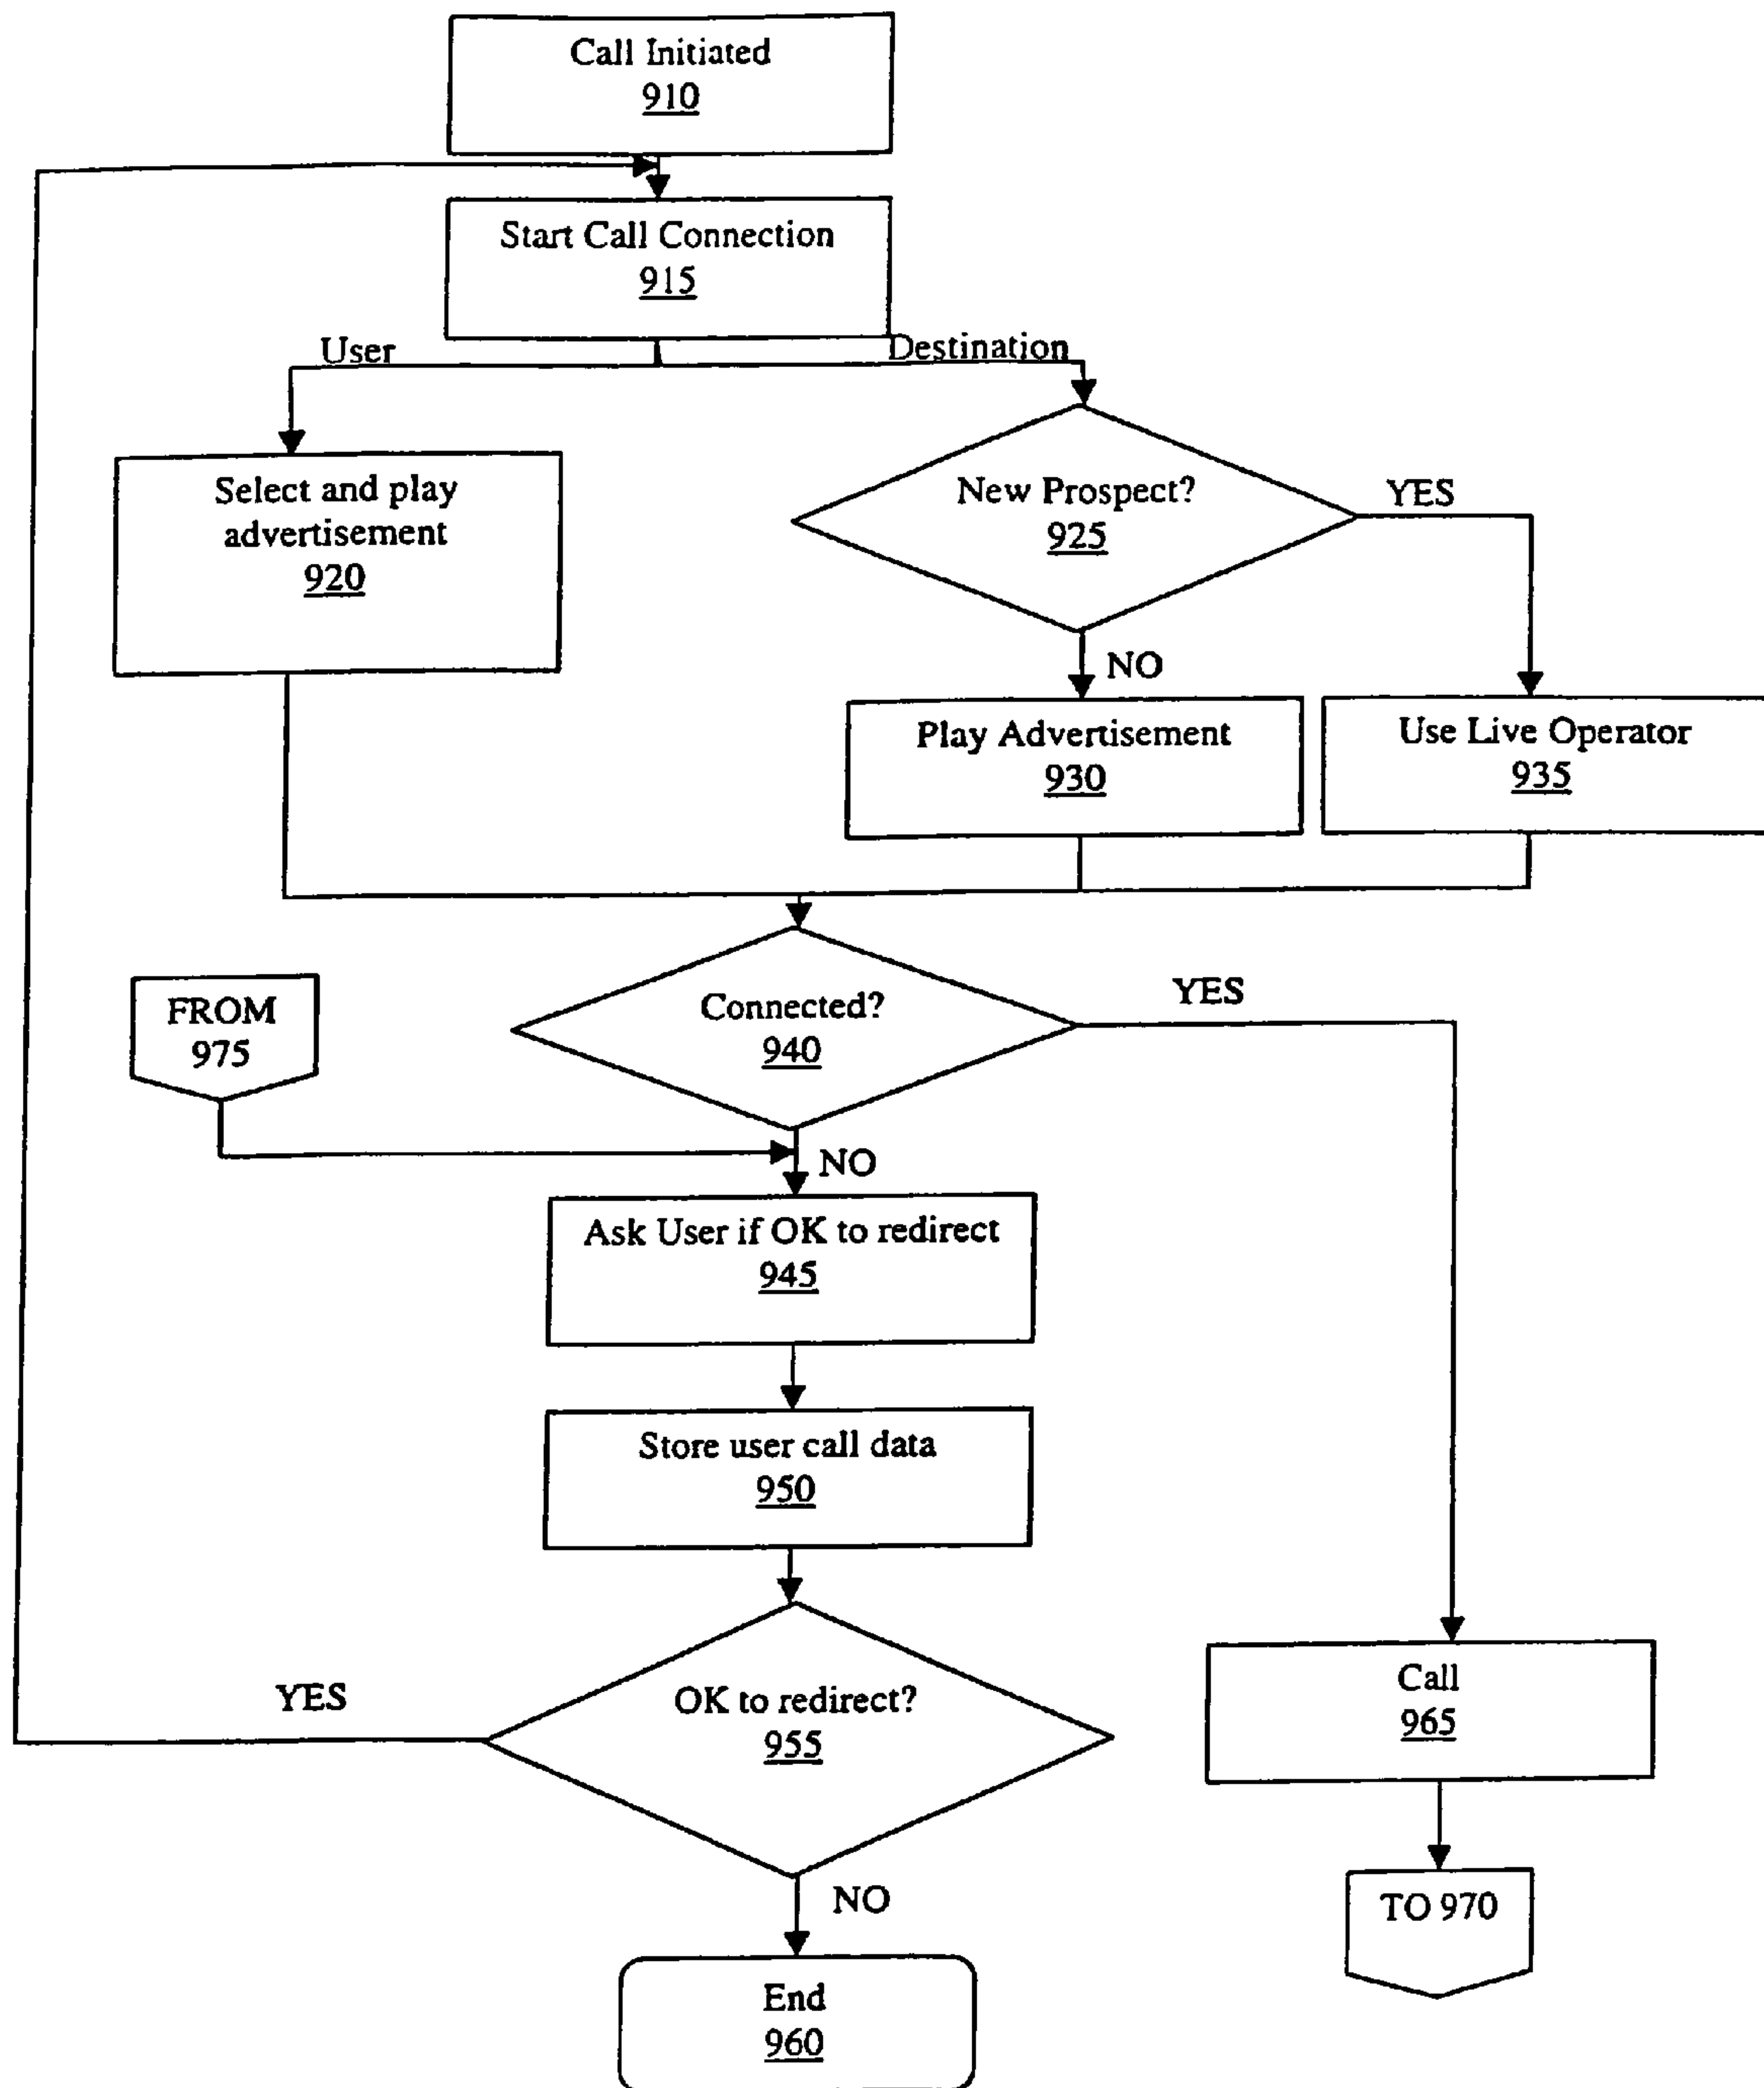 Call Initiated
910
Start Call Connection
915
User
Destination
Select and play
advertisement
920
New Prospect?
925
YES
NO
Play Advertisement
930
Use Live Operator
935
FROM
975
Connected?
940
YES
NO
Ask User if OK to redirect
945
Store user call data
950
YES
OK to redirect?
955
Call
965
NO
TO 970
End
960